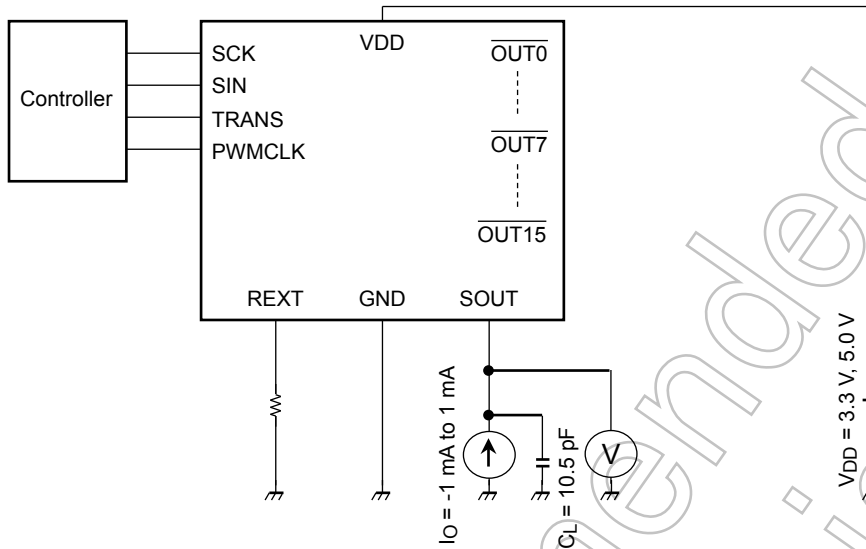 Controller
SCK
SIN
TRANS
PWMCLK
VDD
OUT0
OUT7
OUT15
REXT
GND
SOUT
IO = -1 mA to 1 mA
CL = 10.5 pF
V
VDD = 3.3 V, 5.0 V